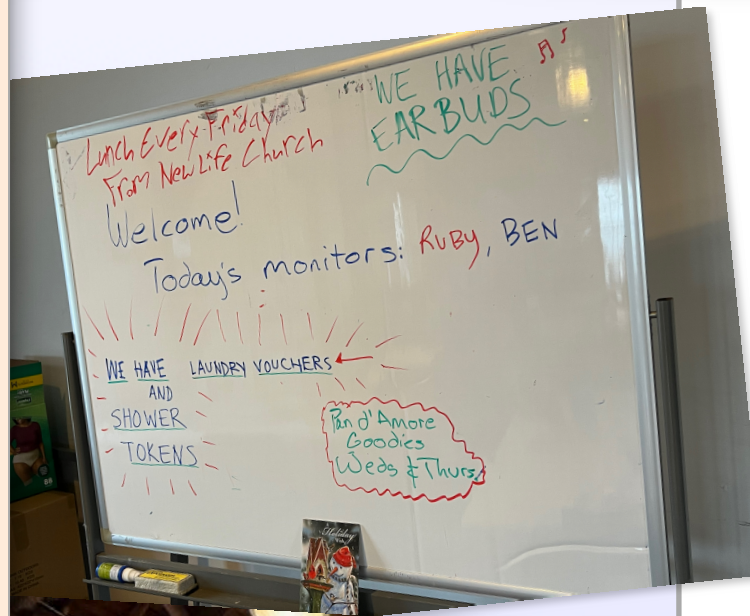 WE HAVE
EARBUDS
Lunch Every Friday
From New Life Church
Welcome!
Today's monitors: RUBY, BEN
WE HAVE LAUNDRY VOUCHERS
AND
SHOWER
TOKENS
Pan d'Amore
Goodies
Weds & Thurs
Holiday